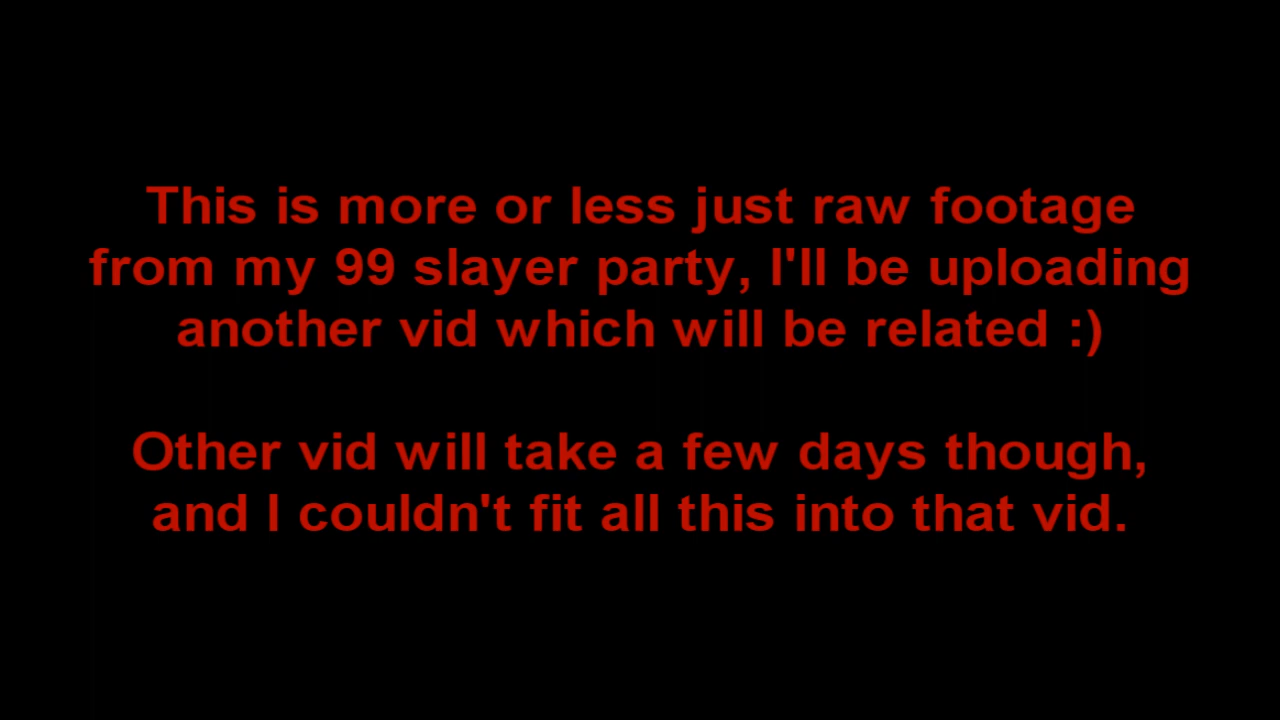 This is more or less just raw footage
from my 99 slayer party, I'll be uploading
another vid which will be related :)
Other vid will take a few days though,
and I couldn't fit all this into that vid.